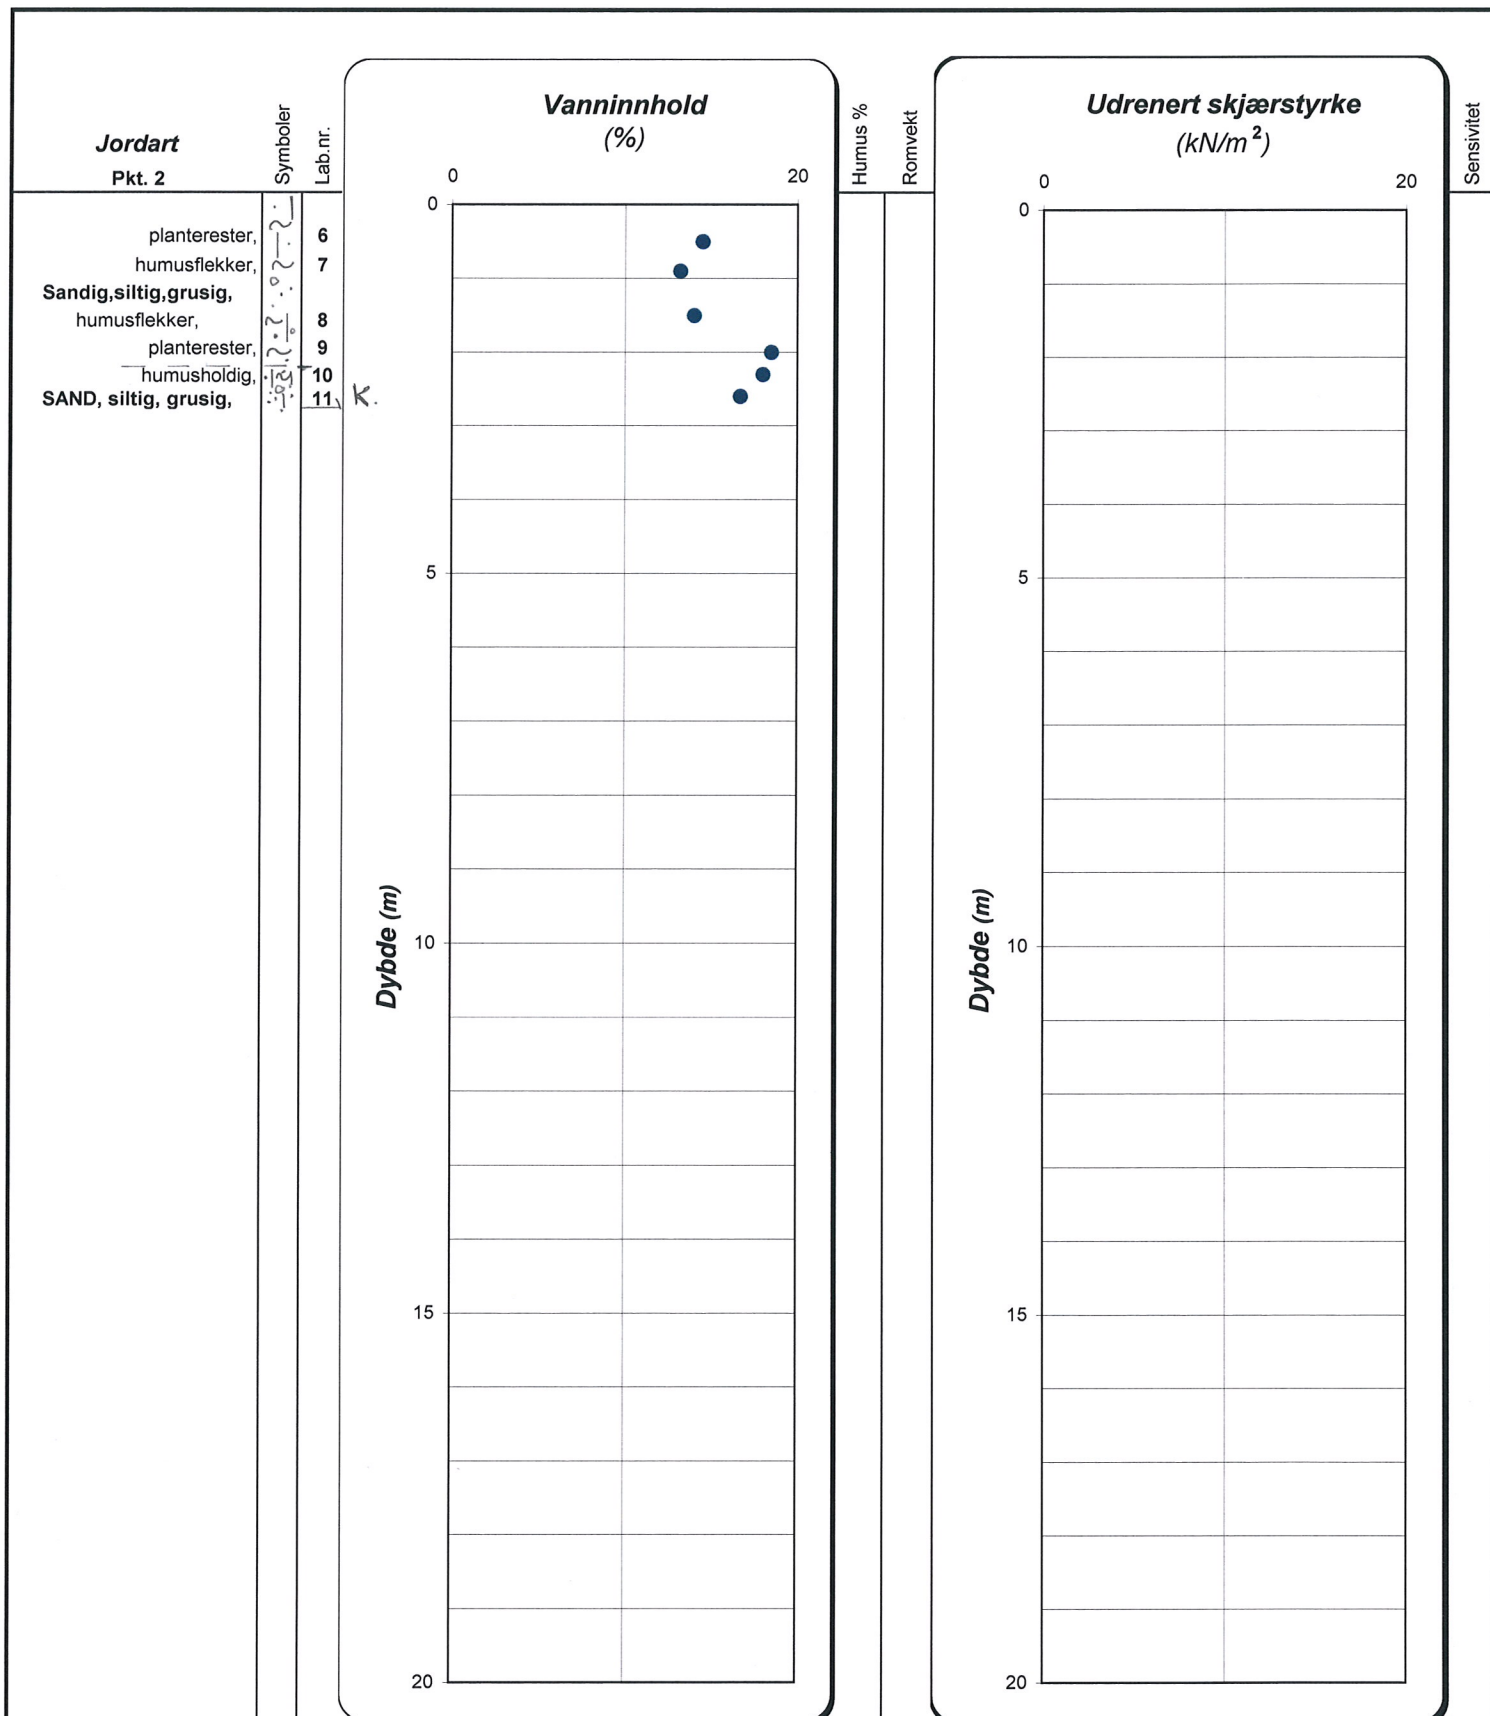 Jordart
Pkt. 2
Symboler
Lab.nr.
Vanninnhold
(%)
Humus %
Romvekt
Udrenert skjærstyrke
(kN/m²)
Sensivitet
0 20
0 20
planterester, 6
humusflekker, 7
Sandig,siltig,grusig,
humusflekker, 8
planterester, 9
humusholdig, 10
SAND, siltig, grusig, 11 K.
0
5
10
15
20
Dybde (m)
0
5
10
15
20
Dybde (m)